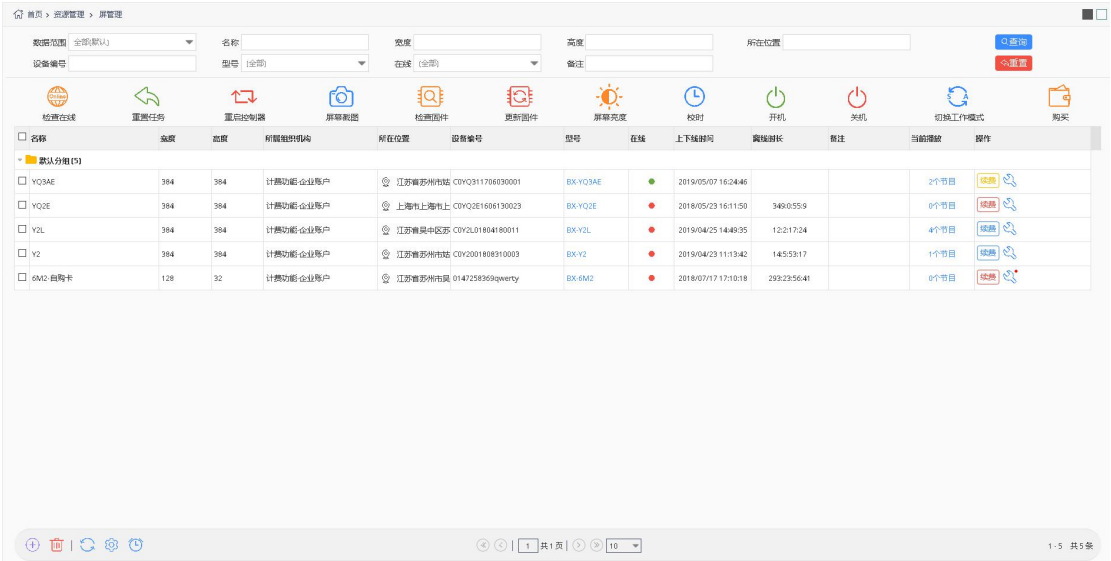 首页 › 资源管理 › 屏管理
数据范围 全部(默认) 名称 宽度 高度 所在位置 查询
设备编号 型号 (全部) 在线 (全部) 备注 重置
Online
S A
检查在线 重置任务 重启控制器 屏幕截图 检查固件 更新固件 屏幕亮度 校时 开机 关机 切换工作模式 购买
名称 宽度 高度 所属组织机构 所在位置 设备编号 型号 在线 上下线时间 离线时长 备注 当前播放 操作
默认分组 (5)
YQ3AE 384 384 计费功能-企业账户 江苏省苏州市姑 C0YQ311706030001 BX-YQ3AE 2019/05/07 16:24:46 2个节目 续费
YQ2E 384 384 计费功能-企业账户 上海市上海市上 C0YQ2E1606130023 BX-YQ2E 2018/05/23 16:11:50 349:0:55:9 0个节目 续费
Y2L 384 384 计费功能-企业账户 江苏省吴中区苏 C0Y2L01804180011 BX-Y2L 2019/04/25 14:49:35 12:2:17:24 4个节目 续费
Y2 384 384 计费功能-企业账户 江苏省苏州市姑 C0Y2001808310003 BX-Y2 2019/04/23 11:13:42 14:5:53:17 1个节目 续费
6M2-自购卡 128 32 计费功能-企业账户 江苏省苏州市吴 0147258369qwerty BX-6M2 2018/07/17 17:10:18 293:23:56:41 0个节目 续费
1 共1页 10 1 - 5 共5条